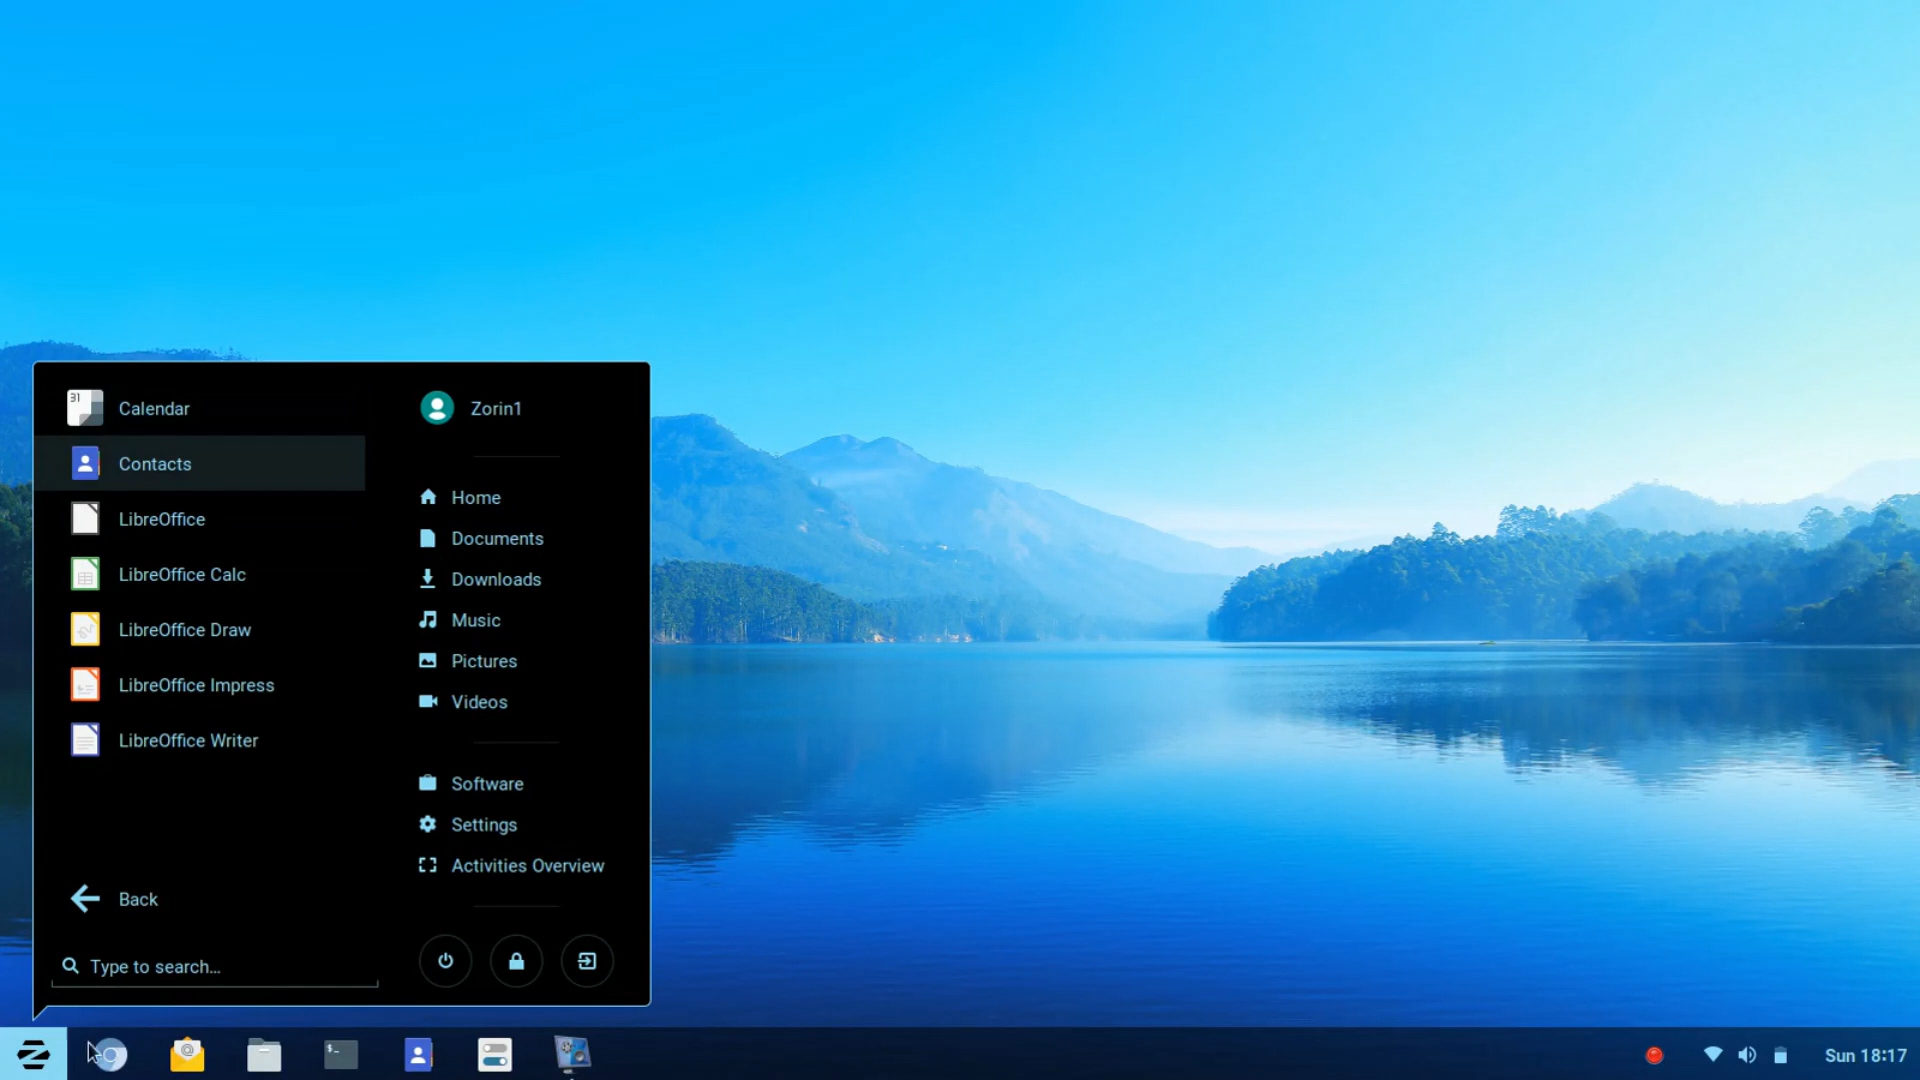 31
Calendar
Contacts
LibreOffice
LibreOffice Calc
LibreOffice Draw
LibreOffice Impress
LibreOffice Writer
Back
Type to search...
Zorin1
Home
Documents
Downloads
Music
Pictures
Videos
Software
Settings
Activities Overview
@
$_
Sun 18:17